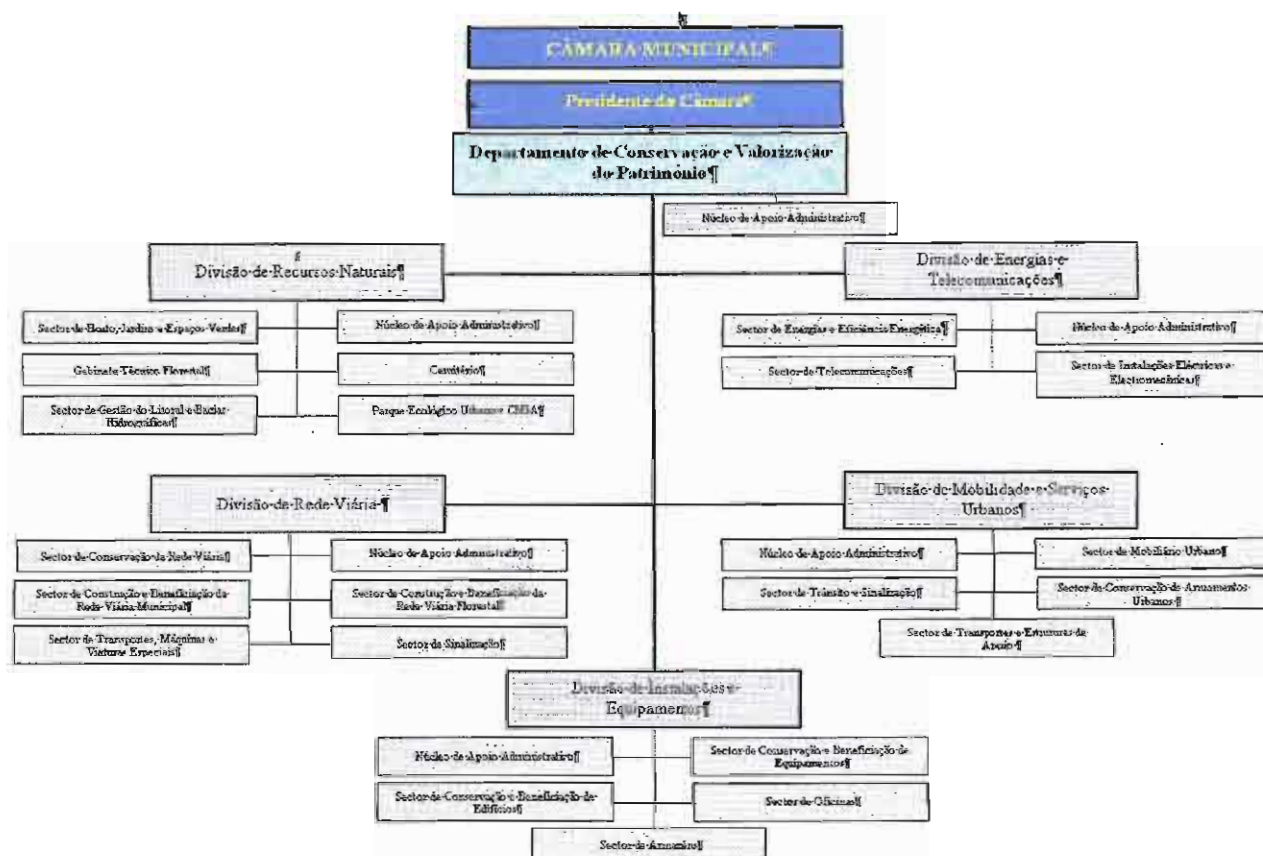 CÂMARA MUNICIPAL¶
Presidente da Câmara¶
Departamento de Conservação e Valorização
do Património¶
Núcleo de Apoio Administrativo¶
¶
Divisão de Recursos Naturais¶
Sector de Horto, Jardins e Espaços Verdes¶
Núcleo de Apoio Administrativo¶
Gabinete Técnico Florestal¶
Cemitério¶
Sector de Gestão do Litoral e Bacias
Hidrográficas¶
Parque Ecológico Urbano e CMIA¶
Divisão de Energias e
Telecomunicações¶
Sector de Energias e Eficiência Energética¶
Núcleo de Apoio Administrativo¶
Sector de Telecomunicações¶
Sector de Instalações Eléctricas e
Electromecânicas¶
Divisão de Rede Viária ¶
Sector de Conservação da Rede Viária¶
Núcleo de Apoio Administrativo¶
Sector de Construção e Beneficiação da
Rede Viária Municipal¶
Sector de Construção e Beneficiação da
Rede Viária Florestal¶
Sector de Transportes, Máquinas e
Viaturas Especiais¶
Sector de Sinalização¶
Divisão de Mobilidade e Serviços
Urbanos¶
Núcleo de Apoio Administrativo¶
Sector de Mobiliário Urbano¶
Sector de Trânsito e Sinalização¶
Sector de Conservação de Arruamentos
Urbanos¶
Sector de Transportes e Estruturas de
Apoio ¶
Divisão de Instalações e
Equipamentos¶
Núcleo de Apoio Administrativo¶
Sector de Conservação e Beneficiação de
Equipamentos¶
Sector de Conservação e Beneficiação de
Edifícios¶
Sector de Oficinas¶
Sector de Armazém¶